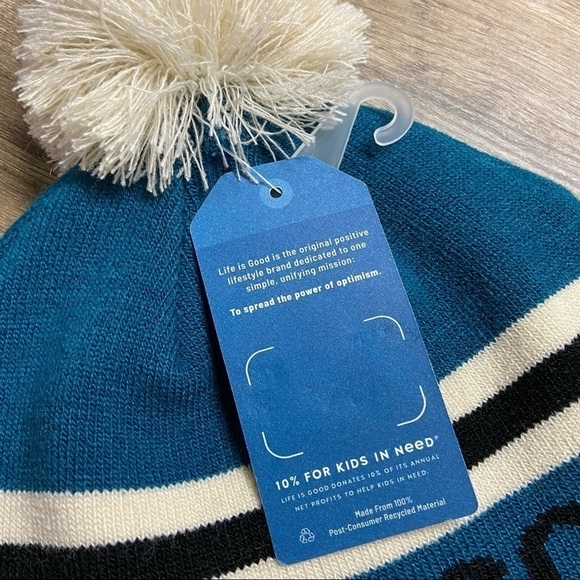 Life is Good is the original positive
lifestyle brand dedicated to one
simple, unifying mission:
To spread the power of optimism.
10% FOR KIDS IN NeeD®
LIFE IS GOOD DONATES 10% OF ITS ANNUAL
NET PROFITS TO HELP KIDS IN NEED.
Made From 100%
Post-Consumer Recycled Material